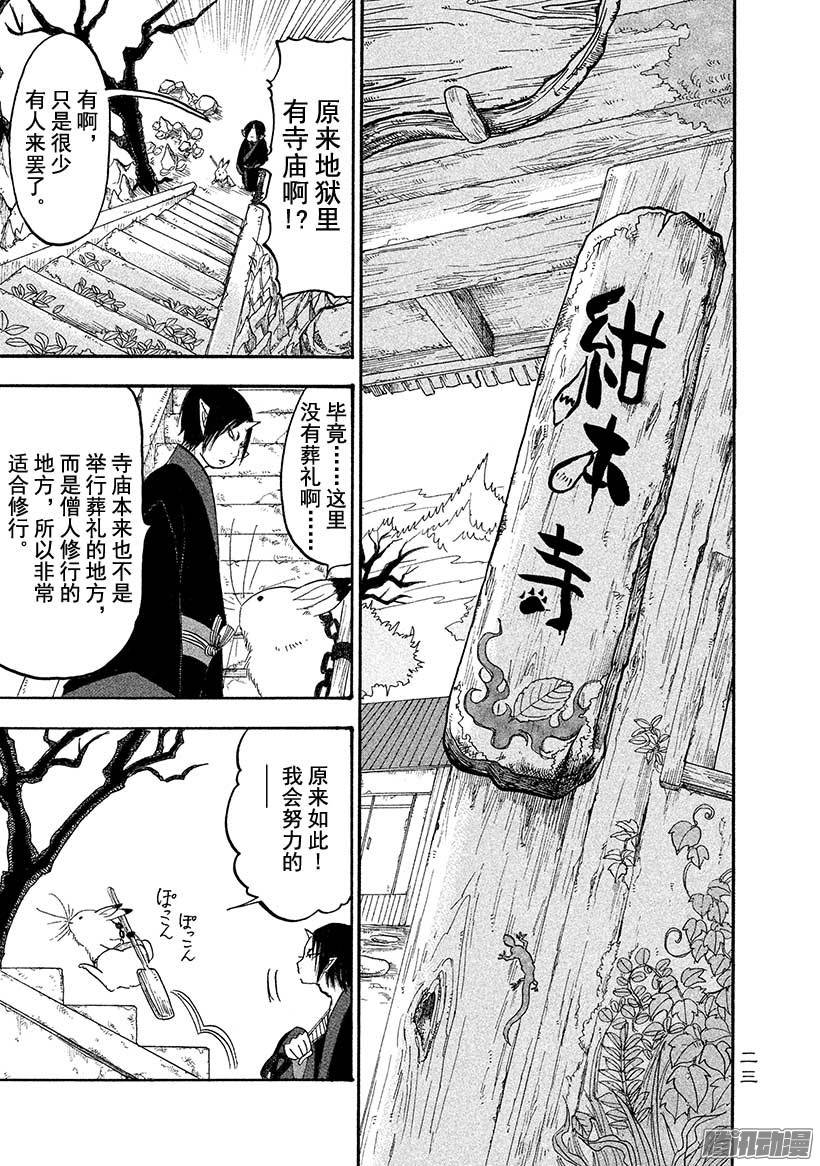 紺本寺
原来地狱里
有寺庙啊!?
有啊，
只是很少
有人来罢了。
毕竟……这里
没有葬礼啊……
寺庙本来也不是
举行葬礼的地方，
而是僧人修行的
地方，所以非常
适合修行。
原来如此！
我会努力的
——
ぽっこん
ぽっこん
二三
腾讯动漫